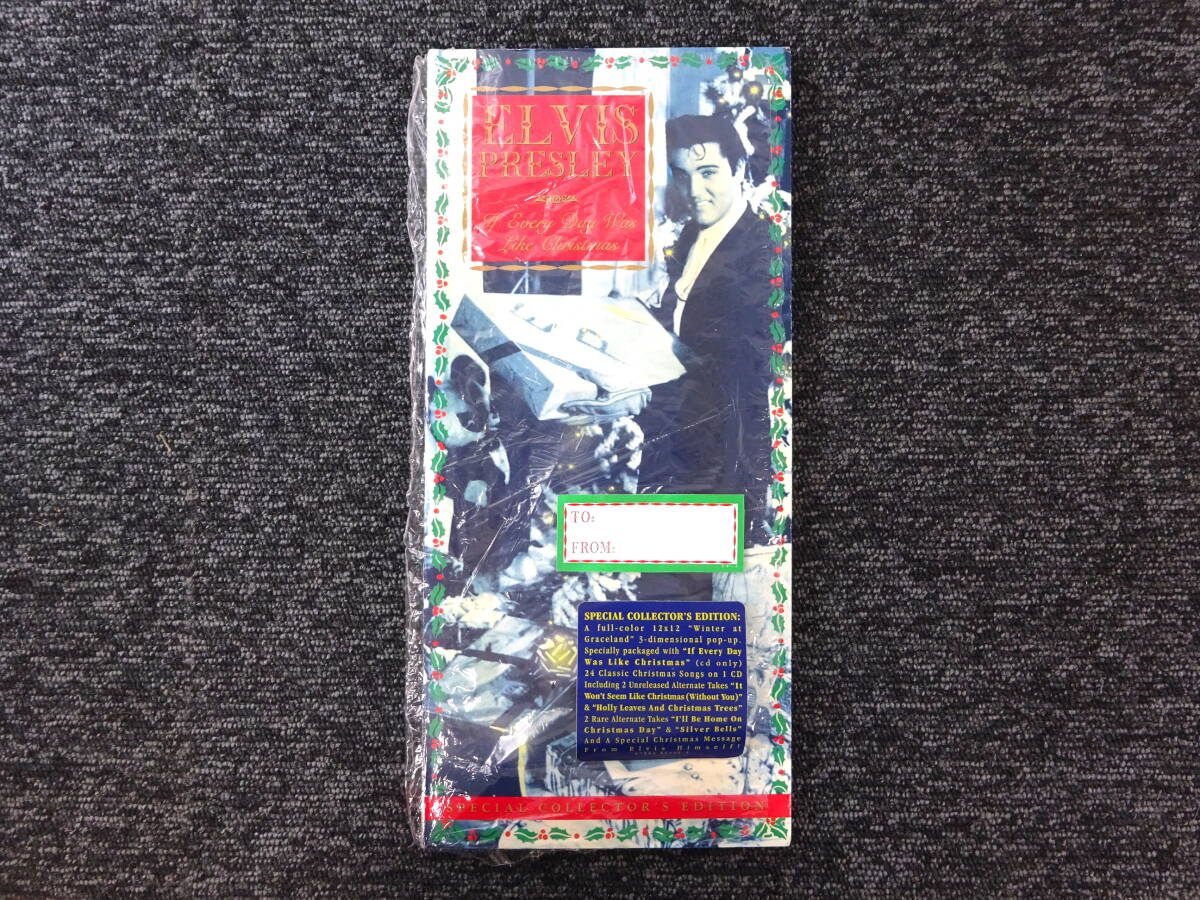 ELVIS
PRESLEY
If Every Day Was
Like Christmas
TO:
FROM:
SPECIAL COLLECTOR'S EDITION:
A full-color 12x12 "Winter at
Graceland" 3-dimensional pop-up.
Specially packaged with "If Every Day
Was Like Christmas" (cd only)
24 Classic Christmas Songs on 1 CD
Including 2 Unreleased Alternate Takes "It
Won't Seem Like Christmas (Without You)"
& "Holly Leaves And Christmas Trees"
2 Rare Alternate Takes "I'll Be Home On
Christmas Day" & "Silver Bells"
And A Special Christmas Message
From Elvis Himself!
SPECIAL COLLECTOR'S EDITION